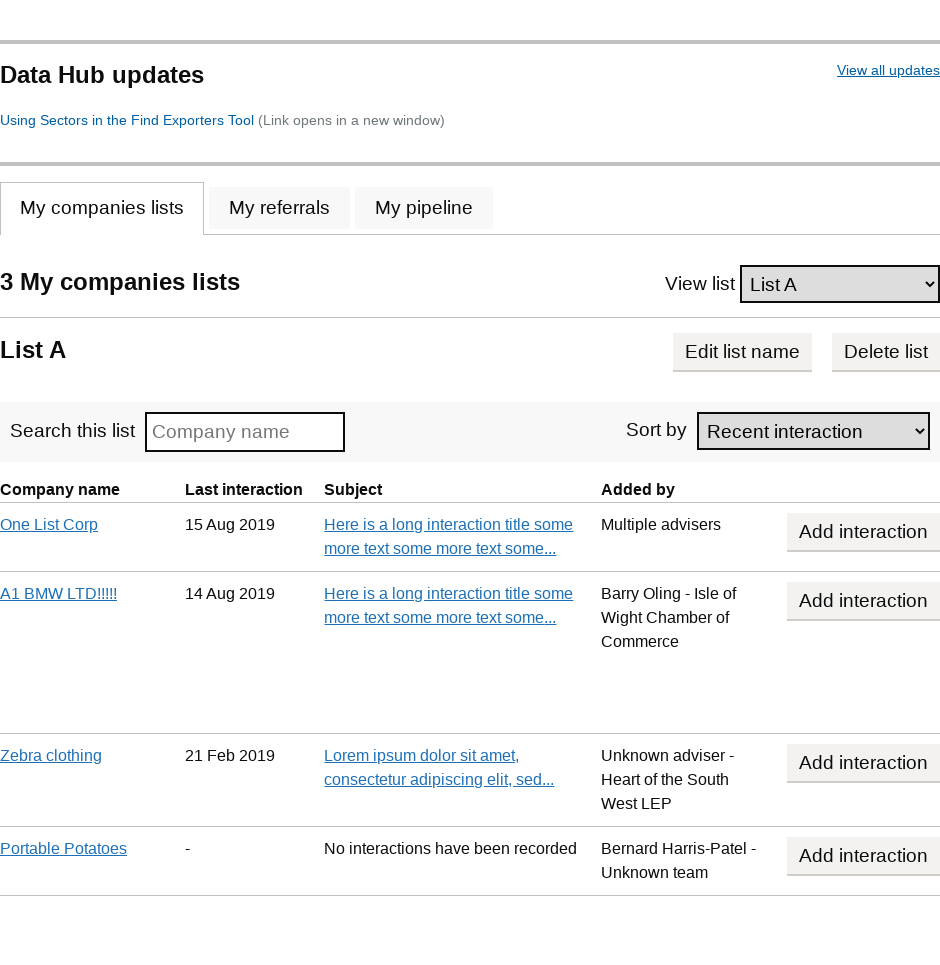 Data Hub updates
View all updates
Using Sectors in the Find Exporters Tool (Link opens in a new window)
My companies lists
My referrals
My pipeline
3 My companies lists
View list
List A
List A
Edit list name
Delete list
Search this list
Company name
Sort by
Recent interaction
Company name
Last interaction
Subject
Added by
One List Corp
15 Aug 2019
Here is a long interaction title some
more text some more text some...
Multiple advisers
Add interaction
A1 BMW LTD!!!!!
14 Aug 2019
Here is a long interaction title some
more text some more text some...
Barry Oling - Isle of
Wight Chamber of
Commerce
Add interaction
Zebra clothing
21 Feb 2019
Lorem ipsum dolor sit amet,
consectetur adipiscing elit, sed...
Unknown adviser -
Heart of the South
West LEP
Add interaction
Portable Potatoes
-
No interactions have been recorded
Bernard Harris-Patel -
Unknown team
Add interaction